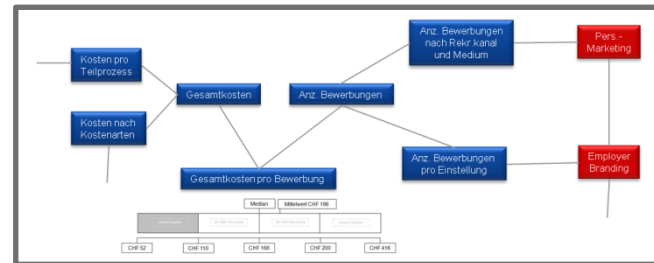 Anz. Bewerbungen
nach Rekr.kanal
und Medium
Pers.-
Marketing
Kosten pro
Teilprozess
Gesamtkosten
Anz. Bewerbungen
Kosten nach
Kostenarten
Anz. Bewerbungen
pro Einstellung
Employer
Branding
Gesamtkosten pro Bewerbung
Median
Mittelwert CHF 196
CHF 52
CHF 110
CHF 168
CHF 200
CHF 418